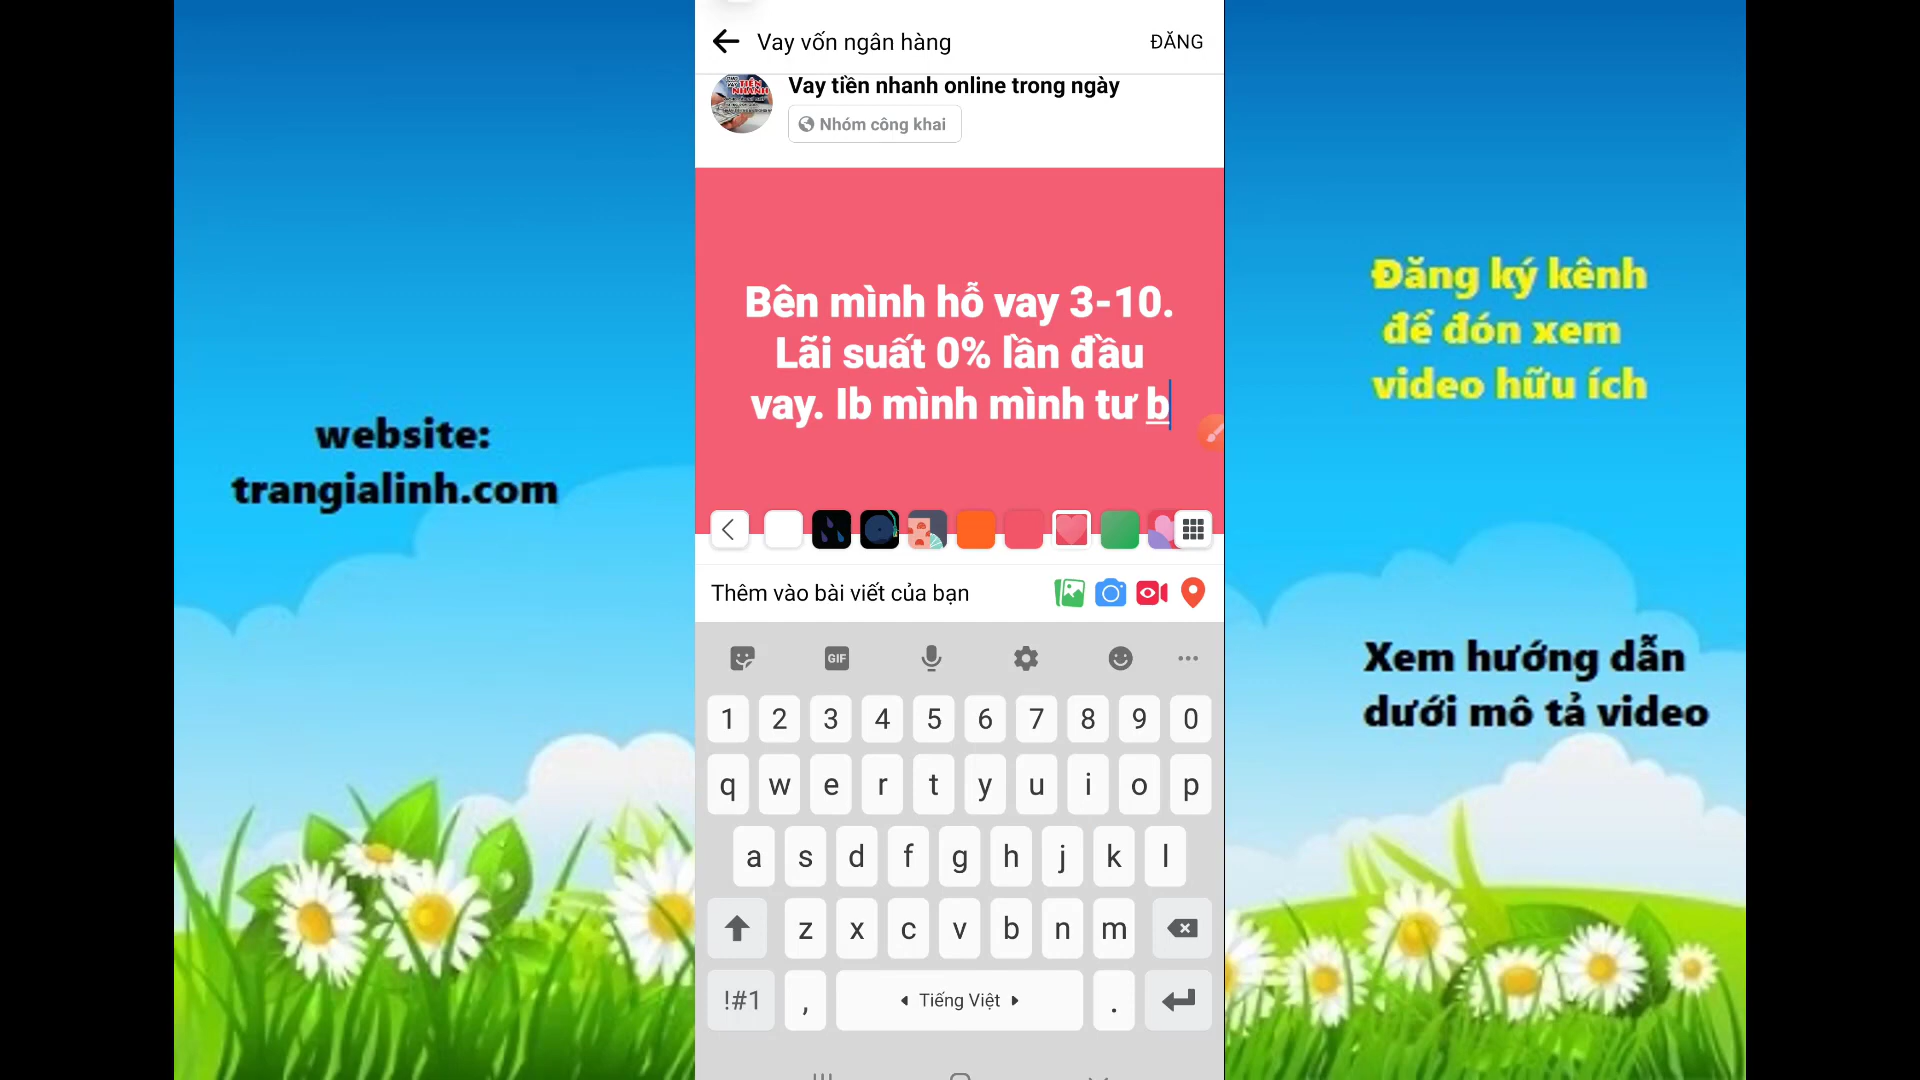 Vay vốn ngân hàng
ĐĂNG
Vay tiền nhanh online trong ngày
Nhóm công khai
Bên mình hỗ vay 3-10.
Lãi suất 0% lần đầu
vay. Ib mình mình tư b
Thêm vào bài viết của bạn
GIF
1 2 3 4 5 6 7 8 9 0
q w e r t y u i o p
a s d f g h j k l
z x c v b n m
!#1 , Tiếng Việt .
website:
trangialinh.com
Đăng ký kênh
để đón xem
video hữu ích
Xem hướng dẫn
dưới mô tả video